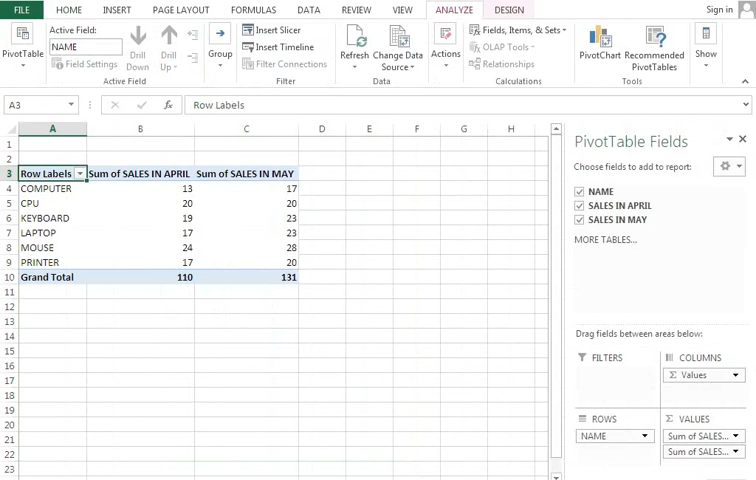 FILE HOME INSERT PAGE LAYOUT FORMULAS DATA REVIEW VIEW ANALYZE DESIGN Sign in
PivotTable
Active Field:
NAME
Field Settings
Drill Down
Drill Up
Active Field
Group
Insert Slicer
Insert Timeline
Filter Connections
Filter
Refresh
Change Data Source
Data
Actions
Fields, Items, & Sets
OLAP Tools
Relationships
Calculations
PivotChart
Recommended PivotTables
Tools
Show
A3 fx Row Labels
A B C D E F G H
1
2
3 Row Labels Sum of SALES IN APRIL Sum of SALES IN MAY
4 COMPUTER 13 17
5 CPU 20 20
6 KEYBOARD 19 23
7 LAPTOP 17 23
8 MOUSE 24 28
9 PRINTER 17 20
10 Grand Total 110 131
11
12
13
14
15
16
17
18
19
20
21
22
23
PivotTable Fields
Choose fields to add to report:
NAME
SALES IN APRIL
SALES IN MAY
MORE TABLES...
Drag fields between areas below:
FILTERS
COLUMNS
Σ Values
ROWS
NAME
Σ VALUES
Sum of SALES...
Sum of SALES...